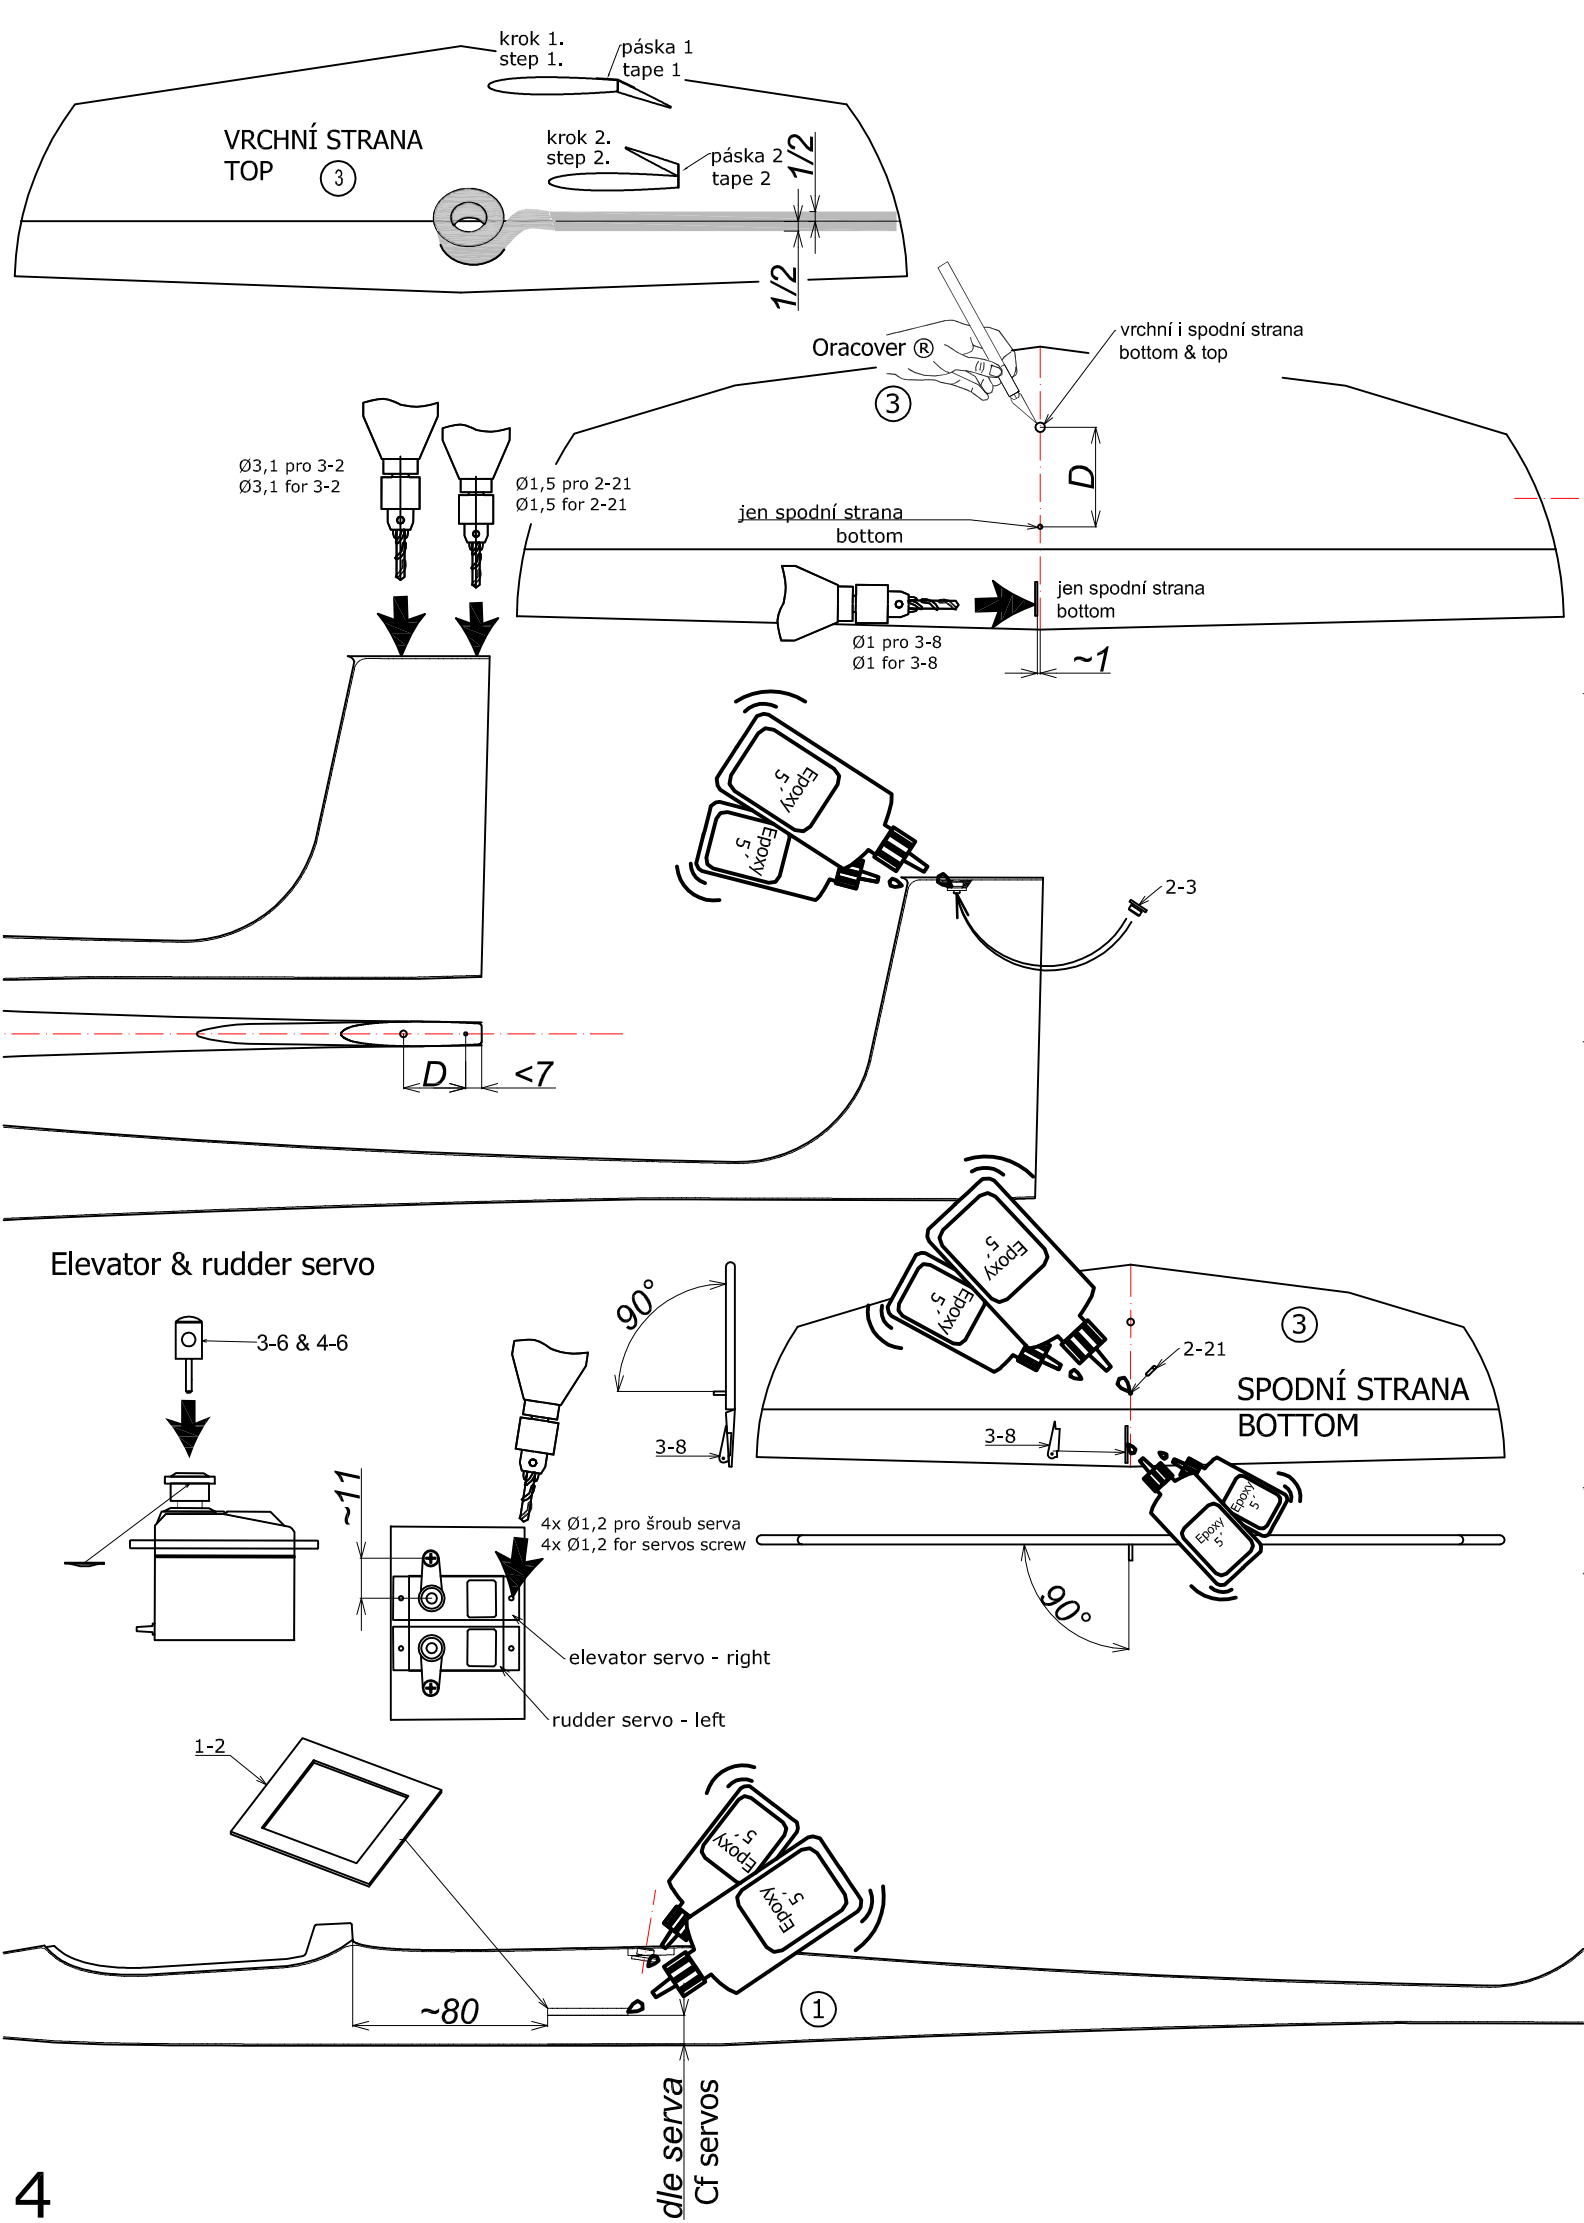 krok 1.
step 1.
páska 1
tape 1
VRCHNÍ STRANA
TOP
3
krok 2.
step 2.
páska 2
tape 2
1/2
1/2
Oracover ®
3
vrchní i spodní strana
bottom & top
D
Ø3,1 pro 3-2
Ø3,1 for 3-2
Ø1,5 pro 2-21
Ø1,5 for 2-21
jen spodní strana
bottom
jen spodní strana
bottom
Ø1 pro 3-8
Ø1 for 3-8
~1
Epoxy
5´
Epoxy
5´
2-3
D
<7
Elevator & rudder servo
3-6 & 4-6
90°
3-8
Epoxy
5´
Epoxy
5´
3
2-21
SPODNÍ STRANA
BOTTOM
3-8
Epoxy
5´
Epoxy
5´
90°
~11
4x Ø1,2 pro šroub serva
4x Ø1,2 for servos screw
elevator servo - right
rudder servo - left
1-2
Epoxy
5´
Epoxy
5´
~80
1
dle serva
Cf servos
4